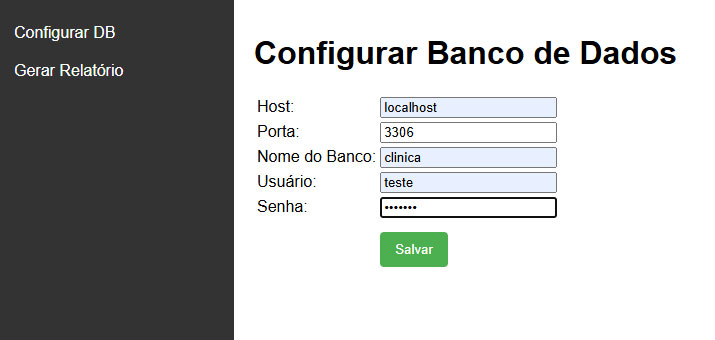 Configurar DB
Gerar Relatório
Configurar Banco de Dados
Host: localhost
Porta: 3306
Nome do Banco: clinica
Usuário: teste
Senha: •••••••
Salvar